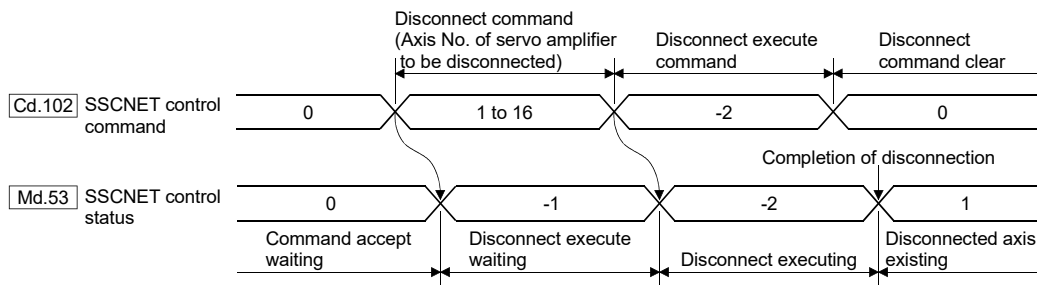 Disconnect command
(Axis No. of servo amplifier
to be disconnected)
Disconnect execute
command
Disconnect
command clear
Cd.102 SSCNET control
command
0
1 to 16
-2
0
Completion of disconnection
Md.53 SSCNET control
status
0
-1
-2
1
Command accept
waiting
Disconnect execute
waiting
Disconnect executing
Disconnected axis
existing